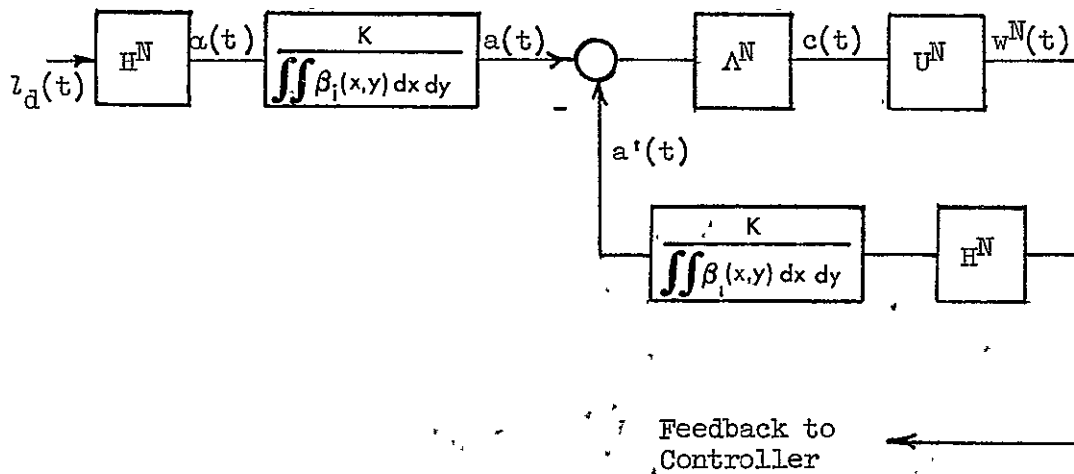 l_d(t)
H^N
α(t)
K
∬ β_i(x,y) dx dy
a(t)
-
Λ^N
c(t)
U^N
w^N(t)
a'(t)
K
∬ β_i(x,y) dx dy
H^N
Feedback to
Controller